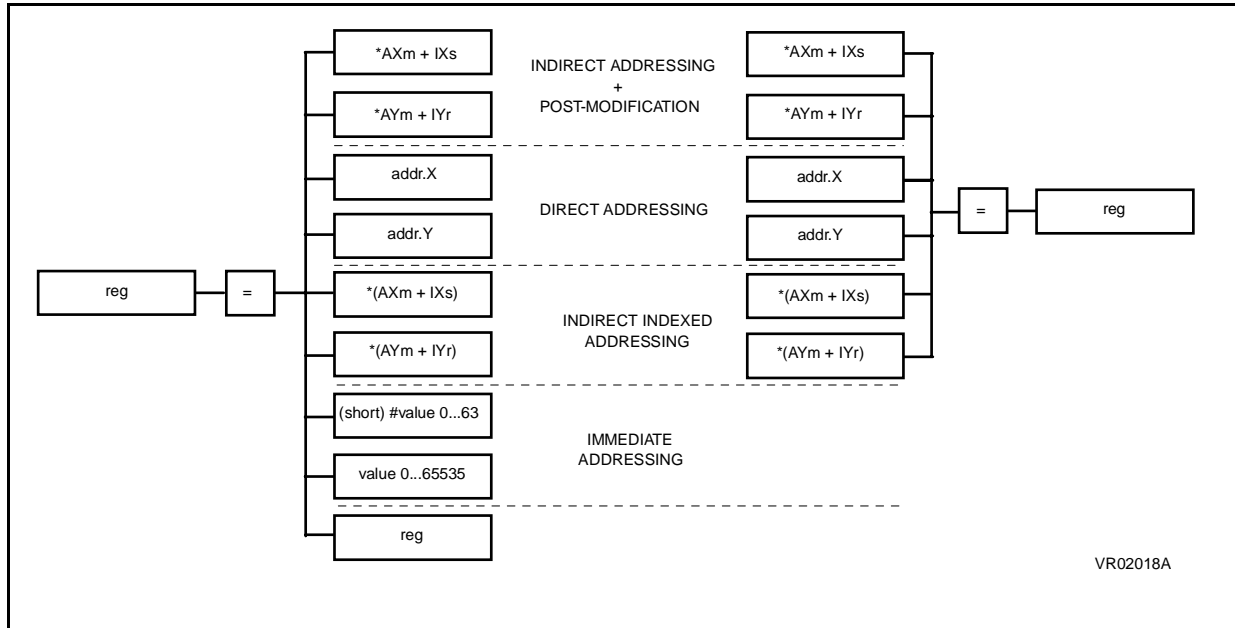 *AXm + IXs
INDIRECT ADDRESSING
+
POST-MODIFICATION
*AXm + IXs
*AYm + IYr
*AYm + IYr
addr.X
addr.X
DIRECT ADDRESSING
addr.Y
addr.Y
=
reg
reg
=
*(AXm + IXs)
*(AXm + IXs)
INDIRECT INDEXED
ADDRESSING
*(AYm + IYr)
*(AYm + IYr)
(short) #value 0...63
IMMEDIATE
ADDRESSING
value 0...65535
reg
VR02018A